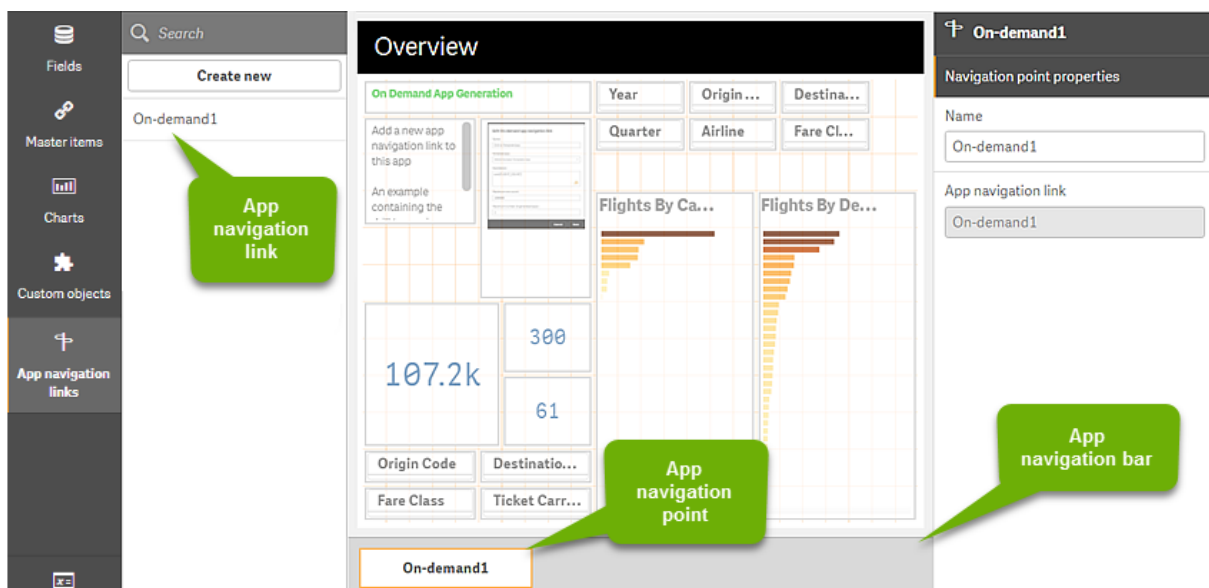 Fields
Master items
Charts
Custom objects
App navigation
links
x=
Search
Create new
On-demand1
App
navigation
link
Overview
On Demand App Generation
Add a new app
navigation link to
this app
An example
containing the
Year
Origin ...
Destina...
Quarter
Airline
Fare Cl...
Flights By Ca...
Flights By De...
107.2k
300
61
Origin Code
Destinatio...
Fare Class
Ticket Carr...
App
navigation
point
On-demand1
App
navigation bar
On-demand1
Navigation point properties
Name
On-demand1
App navigation link
On-demand1